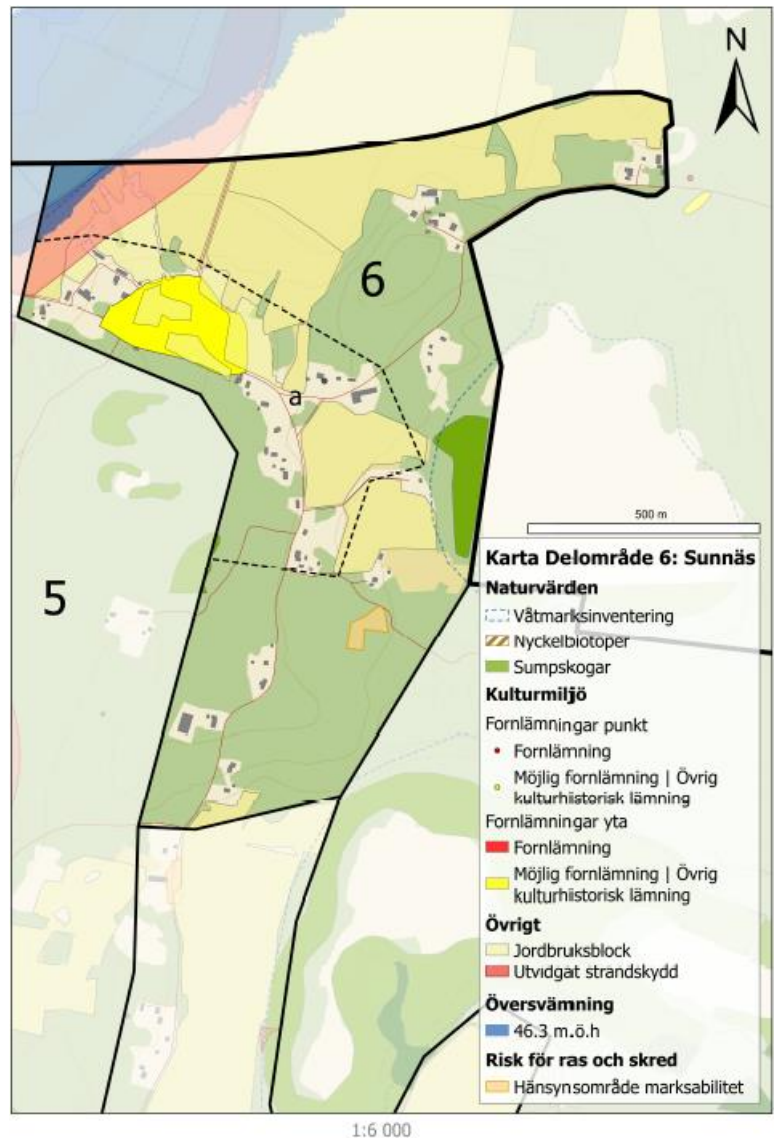 N
6
a
5
500 m
Karta Delområde 6: Sunnäs
Naturvärden
Våtmarksinventering
Nyckelbiotoper
Sumpskogar
Kulturmiljö
Fornlämningar punkt
Fornlämning
Möjlig fornlämning | Övrig
kulturhistorisk lämning
Fornlämningar yta
Fornlämning
Möjlig fornlämning | Övrig
kulturhistorisk lämning
Övrigt
Jordbruksblock
Utvidgat strandskydd
Översvämning
46.3 m.ö.h
Risk för ras och skred
Hänsynsområde marksabilitet
1:6 000